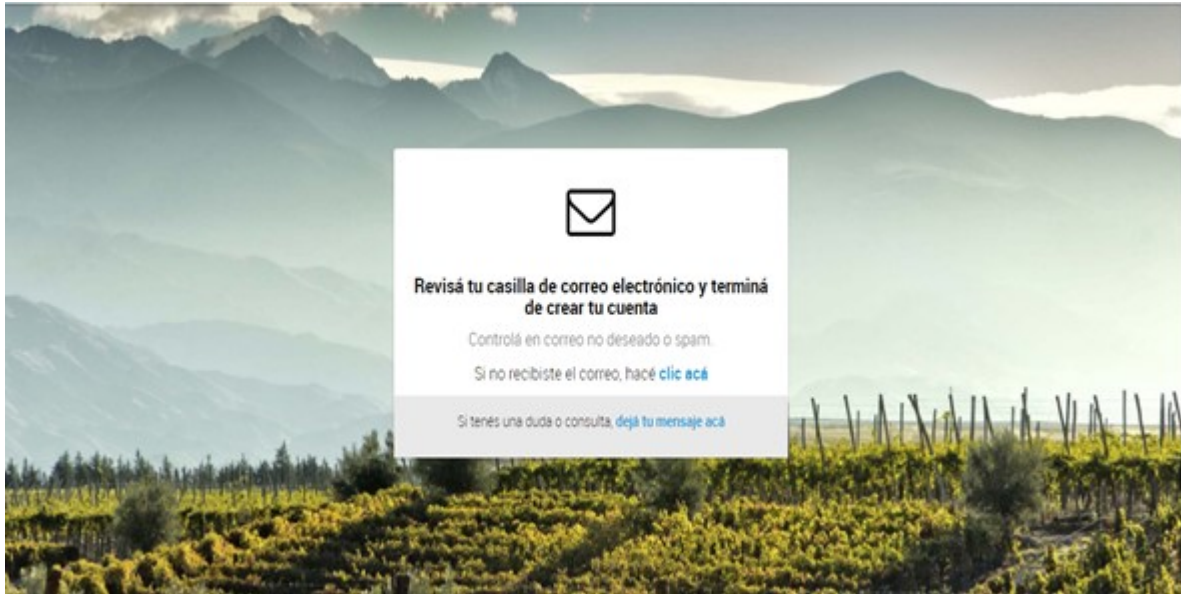 Revisá tu casilla de correo electrónico y terminá
de crear tu cuenta
Controlá en correo no deseado o spam.
Si no recibiste el correo, hacé clic acá
Si tenés una duda o consulta, dejá tu mensaje acá